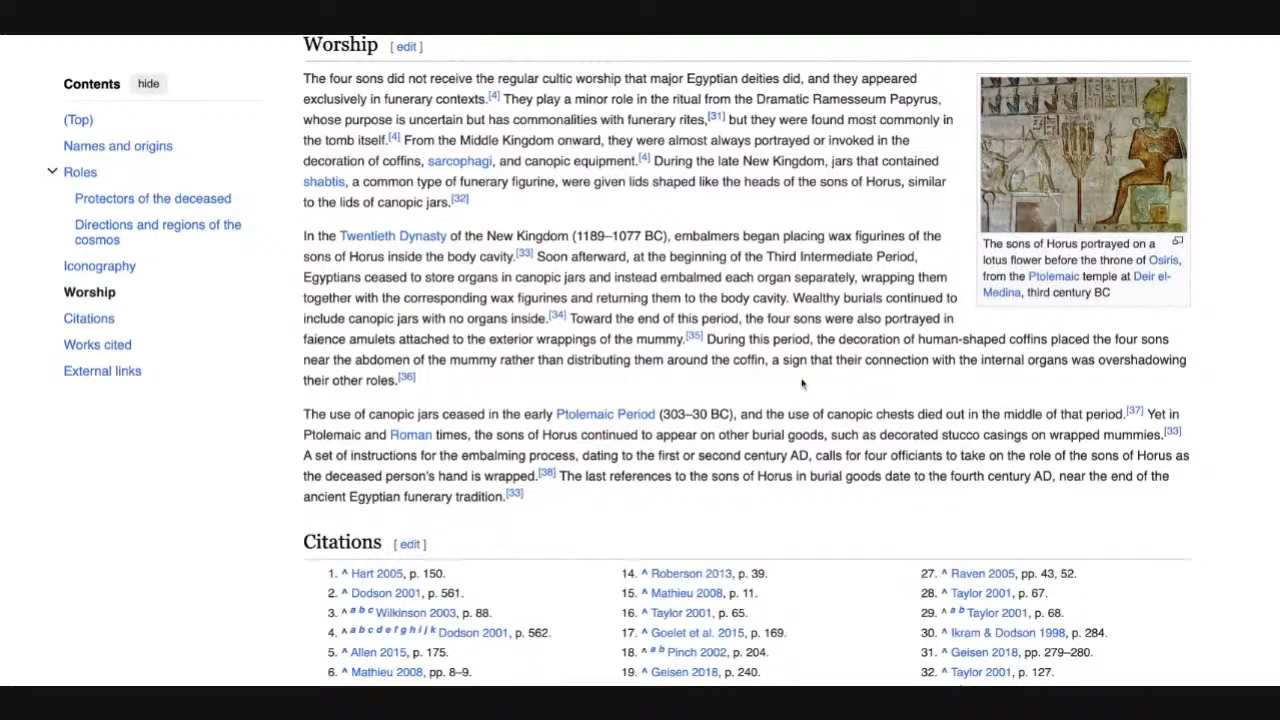 Worship [ edit ]
Contents hide
(Top)
Names and origins
Roles
Protectors of the deceased
Directions and regions of the
cosmos
Iconography
Worship
Citations
Works cited
External links
The four sons did not receive the regular cultic worship that major Egyptian deities did, and they appeared
exclusively in funerary contexts.[4] They play a minor role in the ritual from the Dramatic Ramesseum Papyrus,
whose purpose is uncertain but has commonalities with funerary rites,[31] but they were found most commonly in
the tomb itself.[4] From the Middle Kingdom onward, they were almost always portrayed or invoked in the
decoration of coffins, sarcophagi, and canopic equipment.[4] During the late New Kingdom, jars that contained
shabtis, a common type of funerary figurine, were given lids shaped like the heads of the sons of Horus, similar
to the lids of canopic jars.[32]
In the Twentieth Dynasty of the New Kingdom (1189–1077 BC), embalmers began placing wax figurines of the
sons of Horus inside the body cavity.[33] Soon afterward, at the beginning of the Third Intermediate Period,
Egyptians ceased to store organs in canopic jars and instead embalmed each organ separately, wrapping them
together with the corresponding wax figurines and returning them to the body cavity. Wealthy burials continued to
include canopic jars with no organs inside.[34] Toward the end of this period, the four sons were also portrayed in
faience amulets attached to the exterior wrappings of the mummy.[35] During this period, the decoration of human-shaped coffins placed the four sons
near the abdomen of the mummy rather than distributing them around the coffin, a sign that their connection with the internal organs was overshadowing
their other roles.[36]
The sons of Horus portrayed on a
lotus flower before the throne of Osiris,
from the Ptolemaic temple at Deir el-
Medina, third century BC
The use of canopic jars ceased in the early Ptolemaic Period (303–30 BC), and the use of canopic chests died out in the middle of that period.[37] Yet in
Ptolemaic and Roman times, the sons of Horus continued to appear on other burial goods, such as decorated stucco casings on wrapped mummies.[33]
A set of instructions for the embalming process, dating to the first or second century AD, calls for four officiants to take on the role of the sons of Horus as
the deceased person's hand is wrapped.[38] The last references to the sons of Horus in burial goods date to the fourth century AD, near the end of the
ancient Egyptian funerary tradition.[33]
Citations [ edit ]
1. ^ Hart 2005, p. 150.
2. ^ Dodson 2001, p. 561.
3. ^ a b c Wilkinson 2003, p. 88.
4. ^ a b c d e f g h i j k Dodson 2001, p. 562.
5. ^ Allen 2015, p. 175.
6. ^ Mathieu 2008, pp. 8–9.
14. ^ Roberson 2013, p. 39.
15. ^ Mathieu 2008, p. 11.
16. ^ Taylor 2001, p. 65.
17. ^ Goelet et al. 2015, p. 169.
18. ^ a b Pinch 2002, p. 204.
19. ^ Geisen 2018, p. 240.
27. ^ Raven 2005, pp. 43, 52.
28. ^ Taylor 2001, p. 67.
29. ^ a b Taylor 2001, p. 68.
30. ^ Ikram & Dodson 1998, p. 284.
31. ^ Geisen 2018, pp. 279–280.
32. ^ Taylor 2001, p. 127.